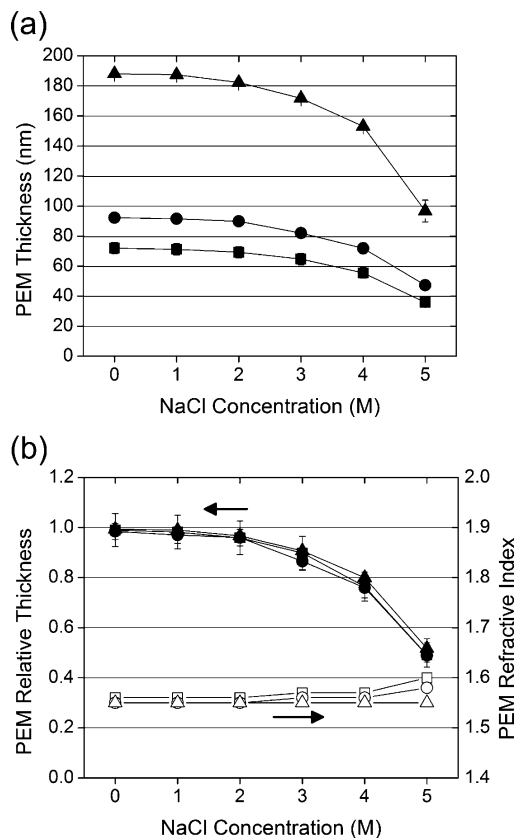 (a)
PEM Thickness (nm)
200
180
160
140
120
100
80
60
40
20
0
0 1 2 3 4 5
NaCl Concentration (M)
(b)
PEM Relative Thickness
1.2
1.0
0.8
0.6
0.4
0.2
0.0
2.0
1.9
1.8
1.7
1.6
1.5
1.4
PEM Refractive Index
0 1 2 3 4 5
NaCl Concentration (M)